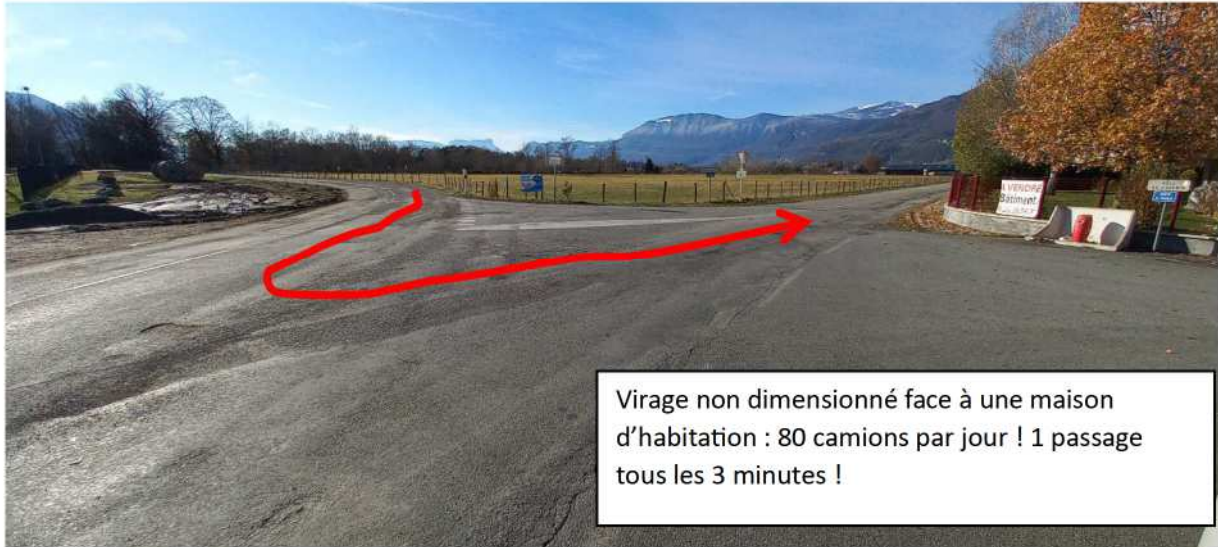 A VENDRE
Bâtiment
Virage non dimensionné face à une maison
d’habitation : 80 camions par jour ! 1 passage
tous les 3 minutes !